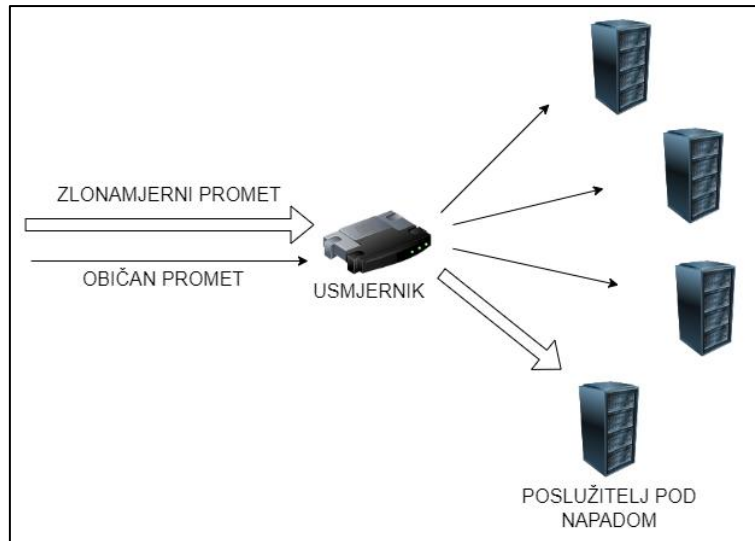 ZLONAMJERNI PROMET
OBIČAN PROMET
USMJERNIK
POSLUŽITELJ POD
NAPADOM